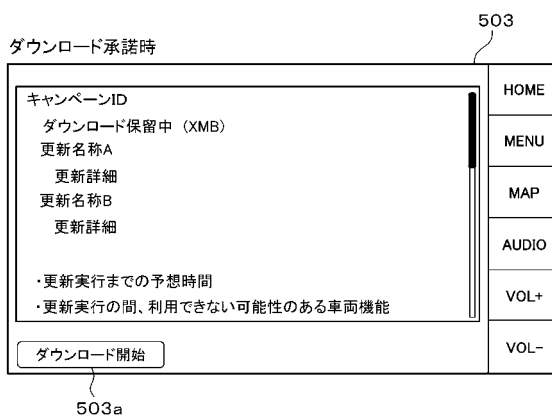 503
ダウンロード承諾時
キャンペーンID
ダウンロード保留中 (XMB)
更新名称A
更新詳細
更新名称B
更新詳細
・更新実行までの予想時間
・更新実行の間、利用できない可能性のある車両機能
ダウンロード開始
HOME
MENU
MAP
AUDIO
VOL+
VOL-
503a